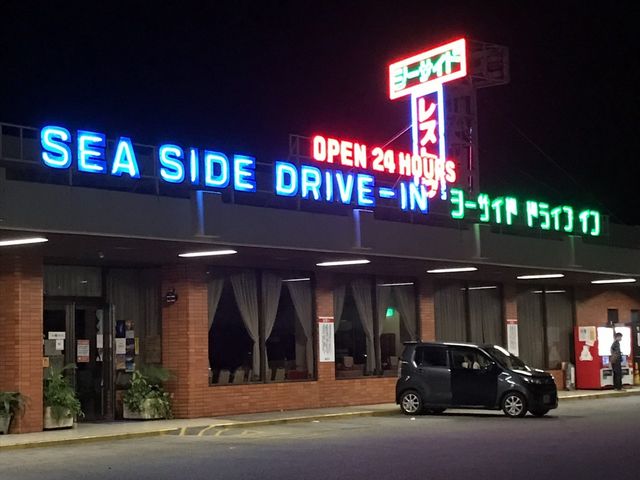 シーサイド
レストラン
OPEN 24 HOURS
SEA SIDE DRIVE-IN
シーサイド ドライブ イン